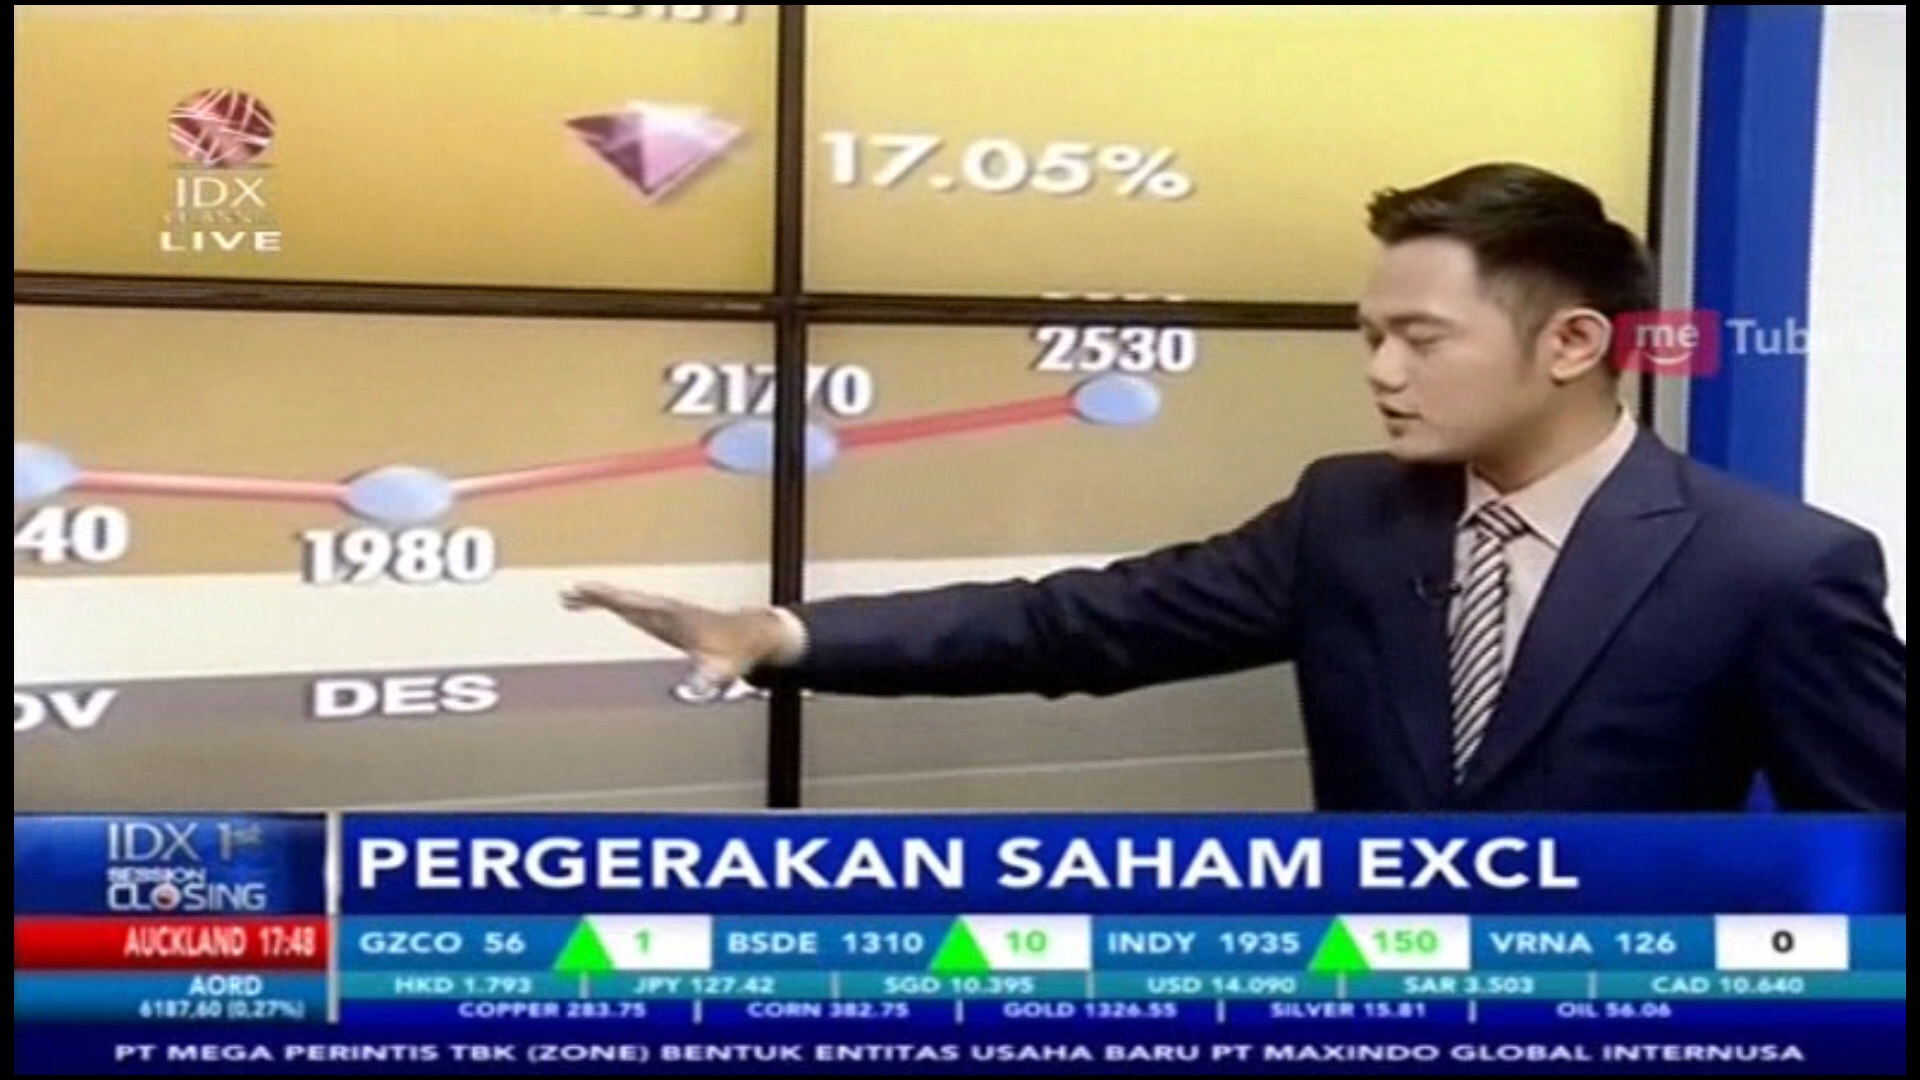 IDX
LIVE
17.05%
2530
40
1980
DES
me Tub
IDX 1st
SESSION
CLOSING
PERGERAKAN SAHAM EXCL
AUCKLAND 17:48
GZCO 56 1 BSDE 1310 10 INDY 1935 150 VRNA 126 0
AORD
6187,60 (0,27%)
HKD 1.793 JPY 127.42 SGD 10.395 USD 14.090 SAR 3.503 CAD 10.640
COPPER 283.75 | CORN 382.75 | GOLD 1326.55 | SILVER 15.81 | OIL 56.06
PT MEGA PERINTIS TBK (ZONE) BENTUK ENTITAS USAHA BARU PT MAXINDO GLOBAL INTERNUSA